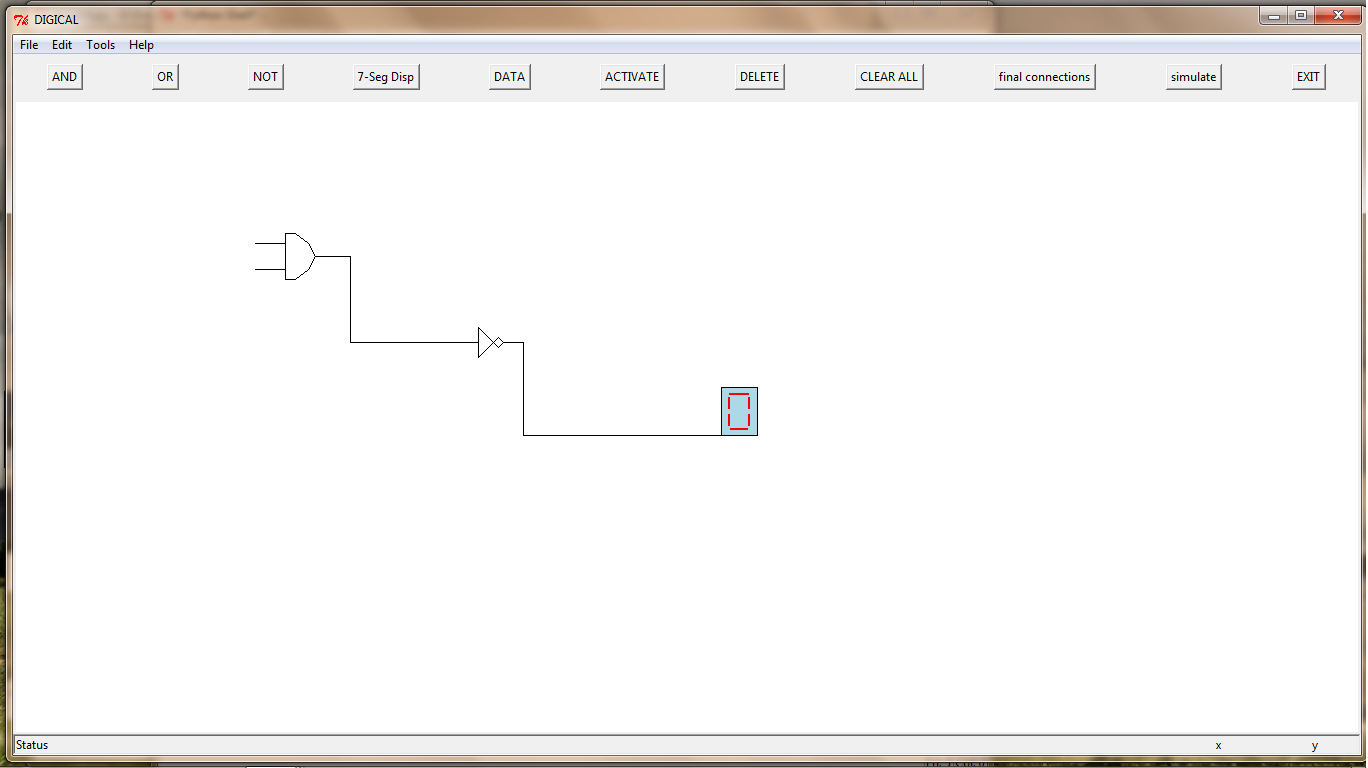 DIGICAL
File Edit Tools Help
AND OR NOT 7-Seg Disp DATA ACTIVATE DELETE CLEAR ALL final connections simulate EXIT
0
Status x y